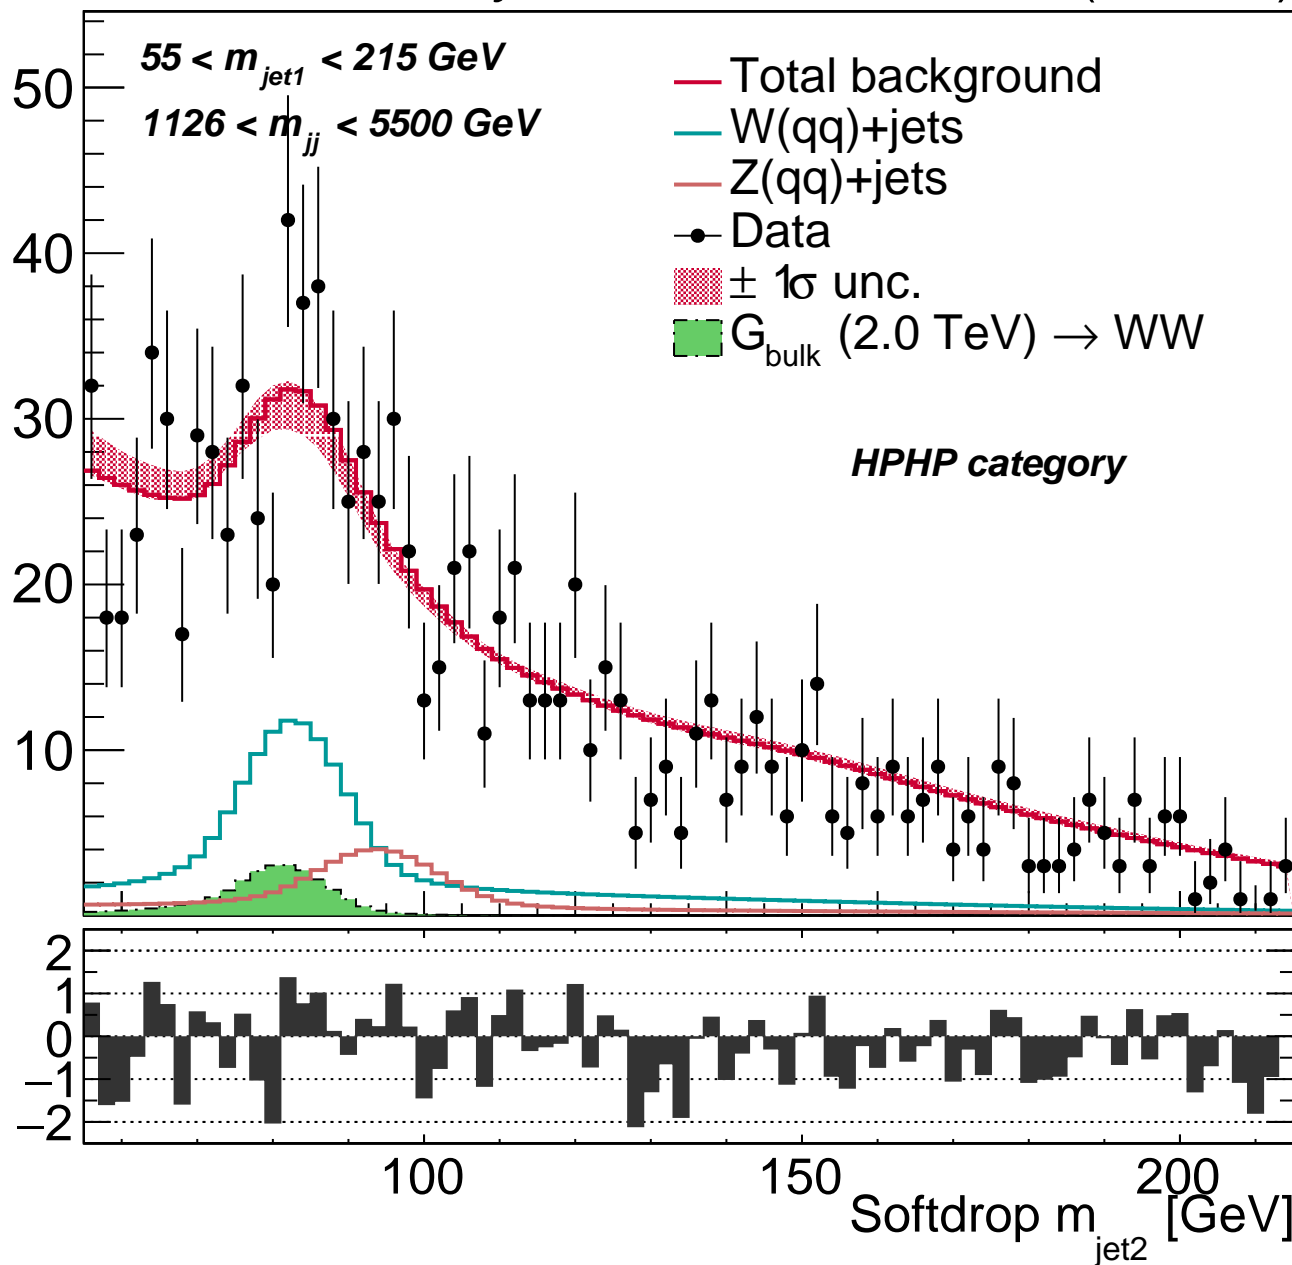 55 < m_jet1 < 215 GeV
1126 < m_jj < 5500 GeV
Total background
W(qq)+jets
Z(qq)+jets
Data
± 1σ unc.
G_bulk (2.0 TeV) → WW
HPHP category
50
40
30
20
10
2
1
0
−1
−2
100
150
200
Softdrop m_jet2 [GeV]